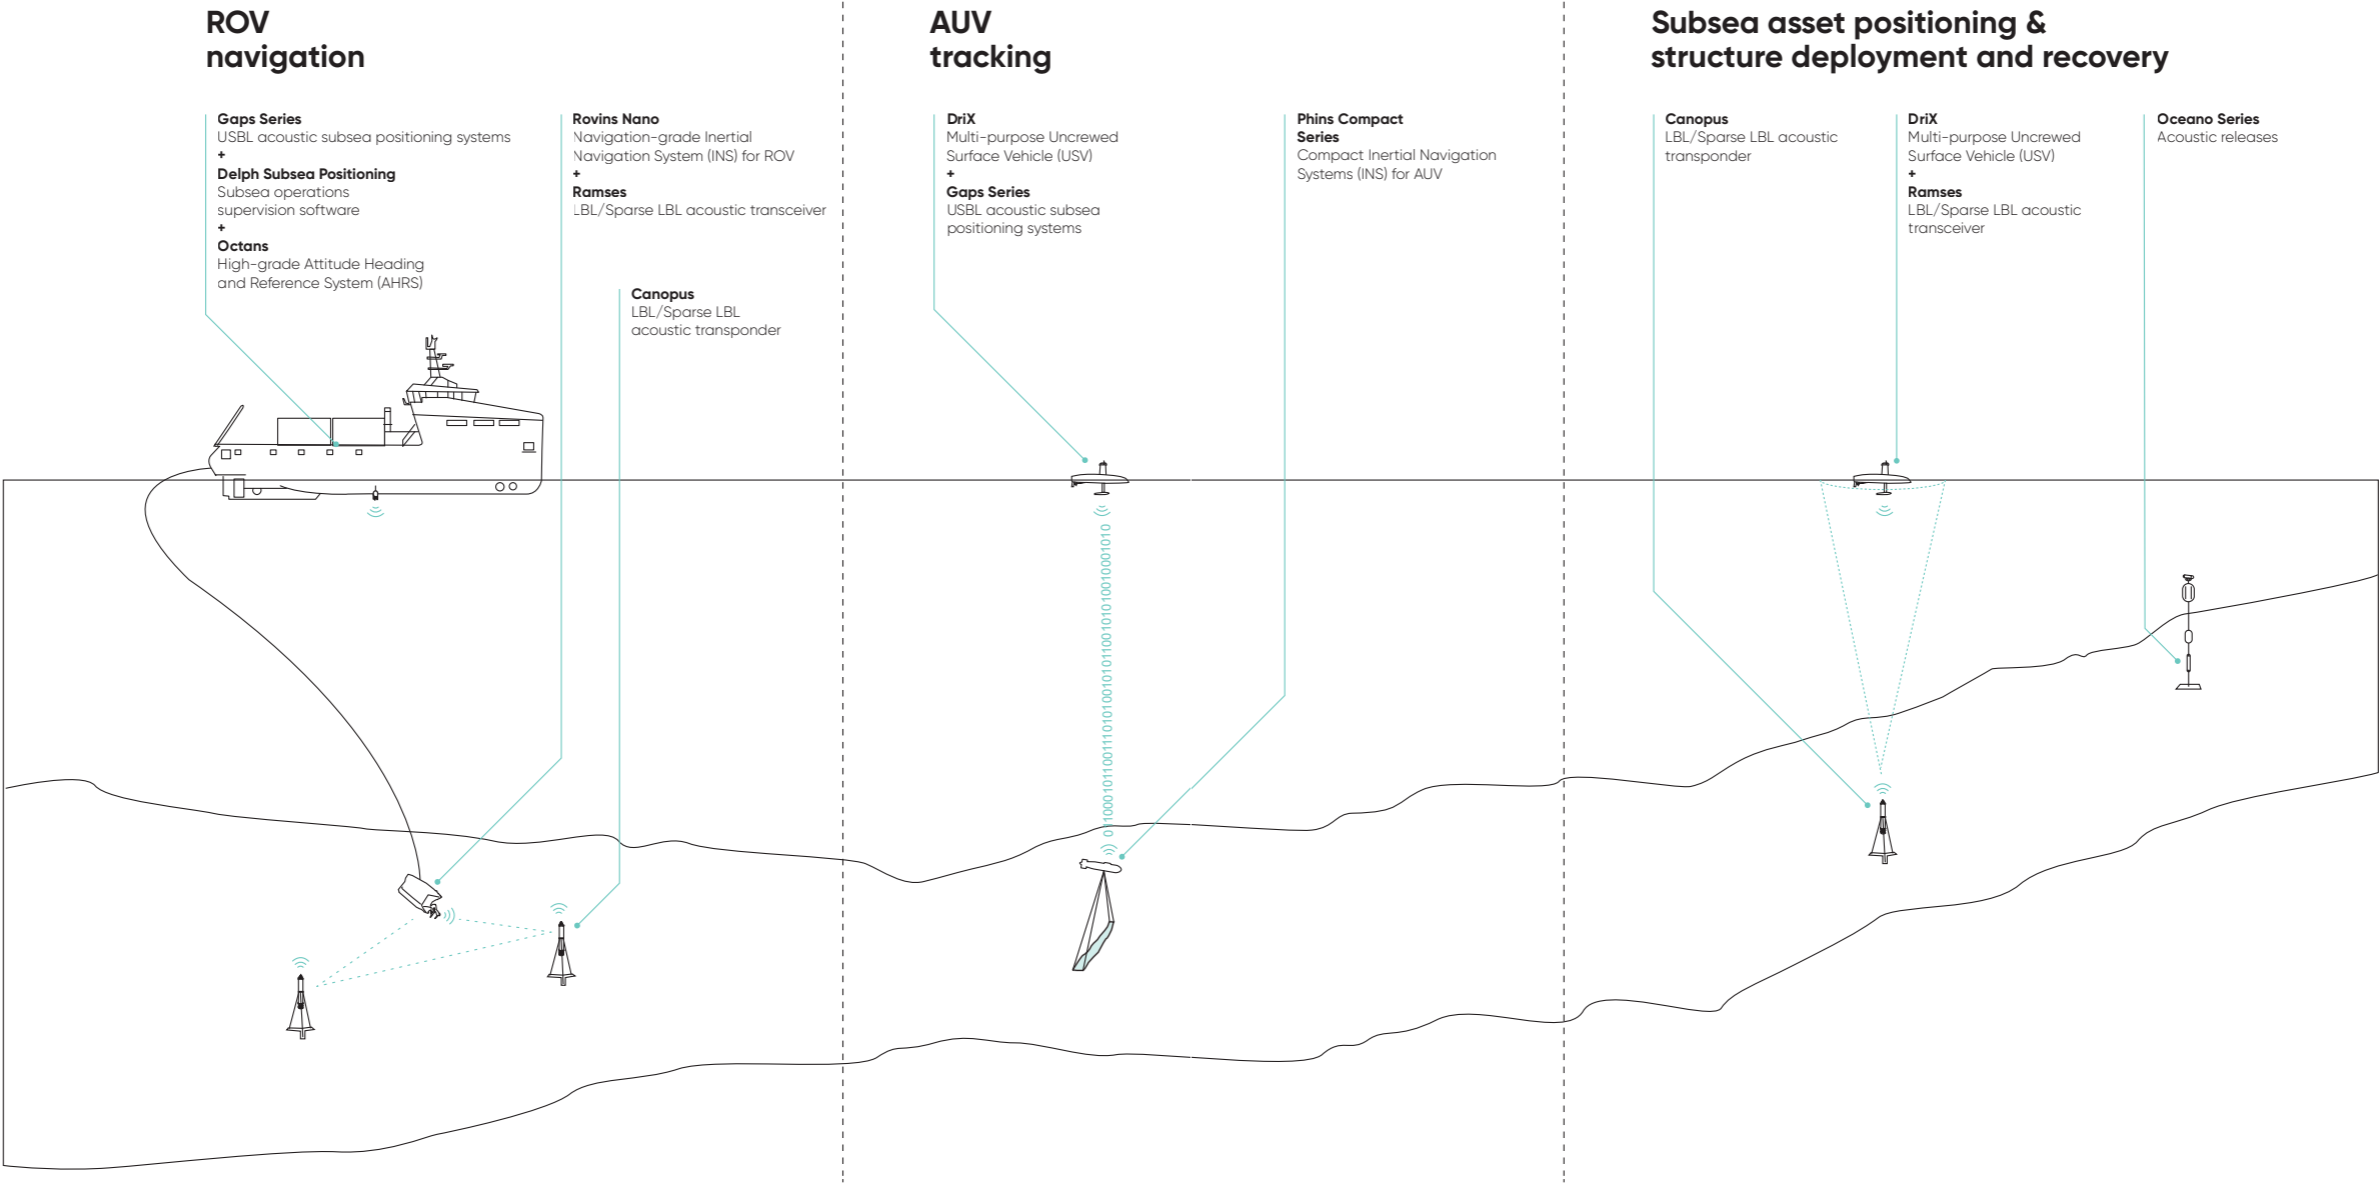 ROV
navigation
Gaps Series
USBL acoustic subsea positioning systems
+
Delph Subsea Positioning
Subsea operations
supervision software
+
Octans
High-grade Attitude Heading
and Reference System (AHRS)
Rovins Nano
Navigation-grade Inertial
Navigation System (INS) for ROV
+
Ramses
LBL/Sparse LBL acoustic transceiver
Canopus
LBL/Sparse LBL
acoustic transponder
AUV
tracking
DriX
Multi-purpose Uncrewed
Surface Vehicle (USV)
+
Gaps Series
USBL acoustic subsea
positioning systems
Phins Compact
Series
Compact Inertial Navigation
Systems (INS) for AUV
Subsea asset positioning &
structure deployment and recovery
Canopus
LBL/Sparse LBL acoustic
transponder
DriX
Multi-purpose Uncrewed
Surface Vehicle (USV)
+
Ramses
LBL/Sparse LBL acoustic
transceiver
Oceano Series
Acoustic releases